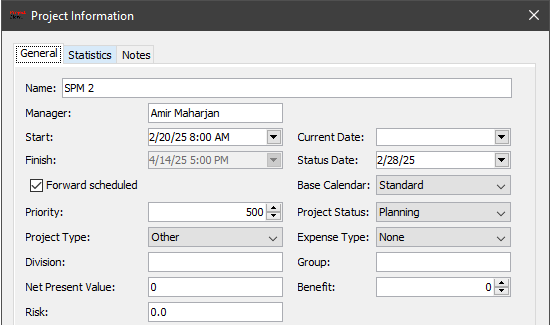 Project Information
General Statistics Notes
Name: SPM 2
Manager: Amir Maharjan
Start: 2/20/25 8:00 AM Current Date:
Finish: 4/14/25 5:00 PM Status Date: 2/28/25
Forward scheduled Base Calendar: Standard
Priority: 500 Project Status: Planning
Project Type: Other Expense Type: None
Division: Group:
Net Present Value: 0 Benefit: 0
Risk: 0.0